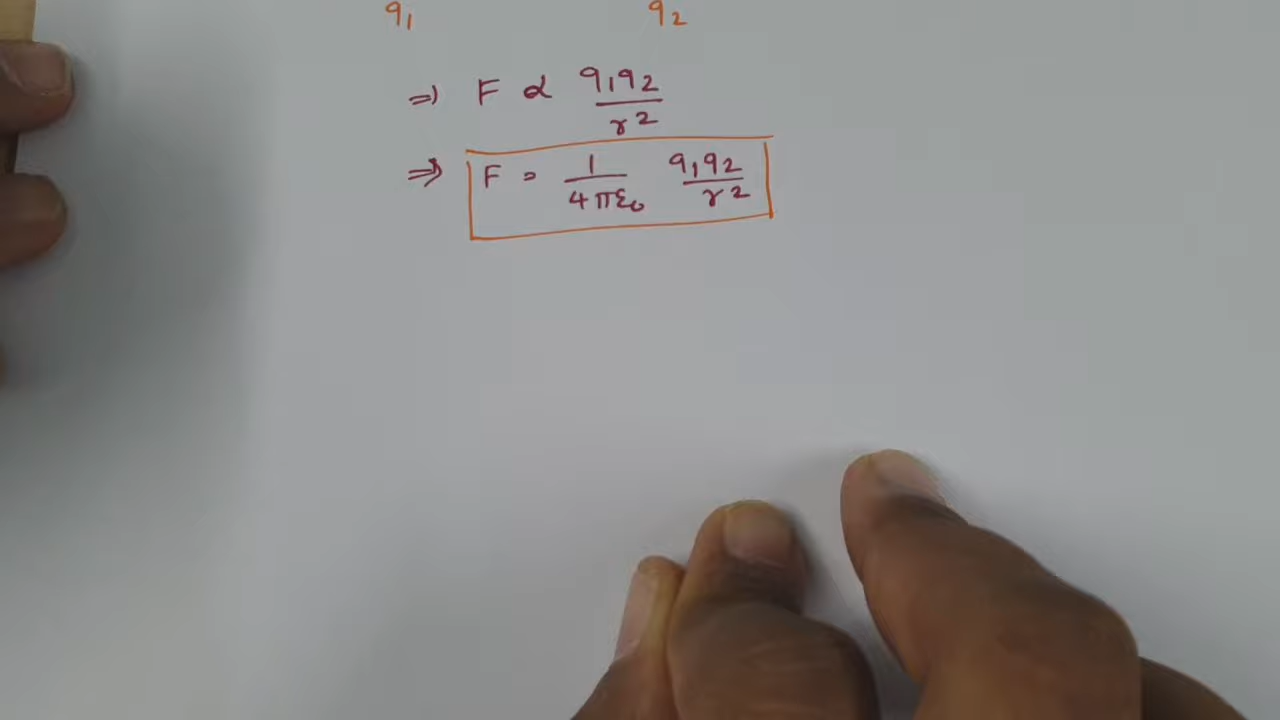 q₁ q₂
⇒ F ∝ q₁q₂/r²
⇒ F = 1/4πε₀ q₁q₂/r²